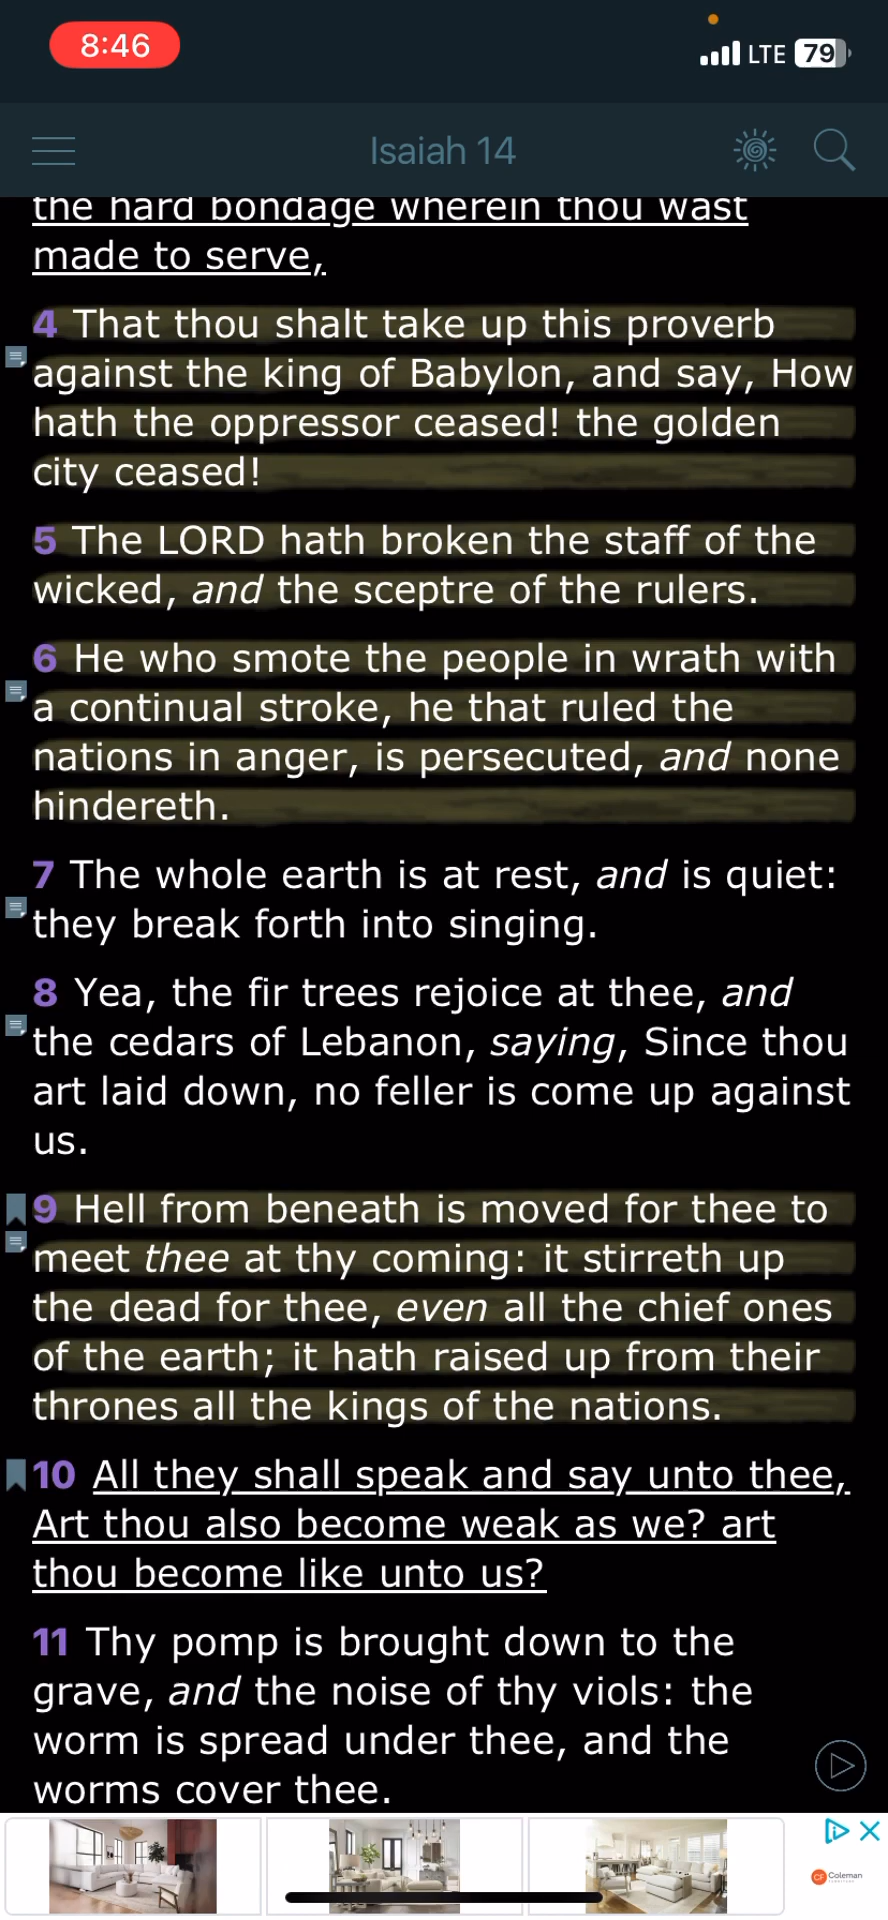 8:46
LTE 79
Isaiah 14
the hard bondage wherein thou wast
made to serve,
4 That thou shalt take up this proverb
against the king of Babylon, and say, How
hath the oppressor ceased! the golden
city ceased!
5 The LORD hath broken the staff of the
wicked, and the sceptre of the rulers.
6 He who smote the people in wrath with
a continual stroke, he that ruled the
nations in anger, is persecuted, and none
hindereth.
7 The whole earth is at rest, and is quiet:
they break forth into singing.
8 Yea, the fir trees rejoice at thee, and
the cedars of Lebanon, saying, Since thou
art laid down, no feller is come up against
us.
9 Hell from beneath is moved for thee to
meet thee at thy coming: it stirreth up
the dead for thee, even all the chief ones
of the earth; it hath raised up from their
thrones all the kings of the nations.
10 All they shall speak and say unto thee,
Art thou also become weak as we? art
thou become like unto us?
11 Thy pomp is brought down to the
grave, and the noise of thy viols: the
worm is spread under thee, and the
worms cover thee.
CF Coleman